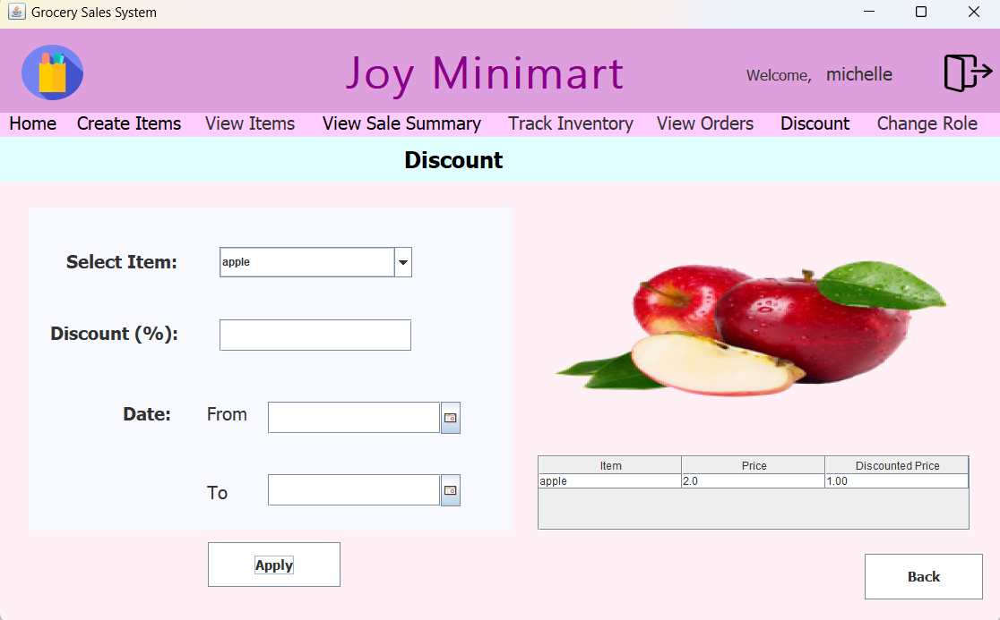 Grocery Sales System
Joy Minimart
Welcome, michelle
Home Create Items View Items View Sale Summary Track Inventory View Orders Discount Change Role
Discount
Select Item: apple
Discount (%):
Date: From
To
Apply
Item Price Discounted Price
apple 2.0 1.00
Back